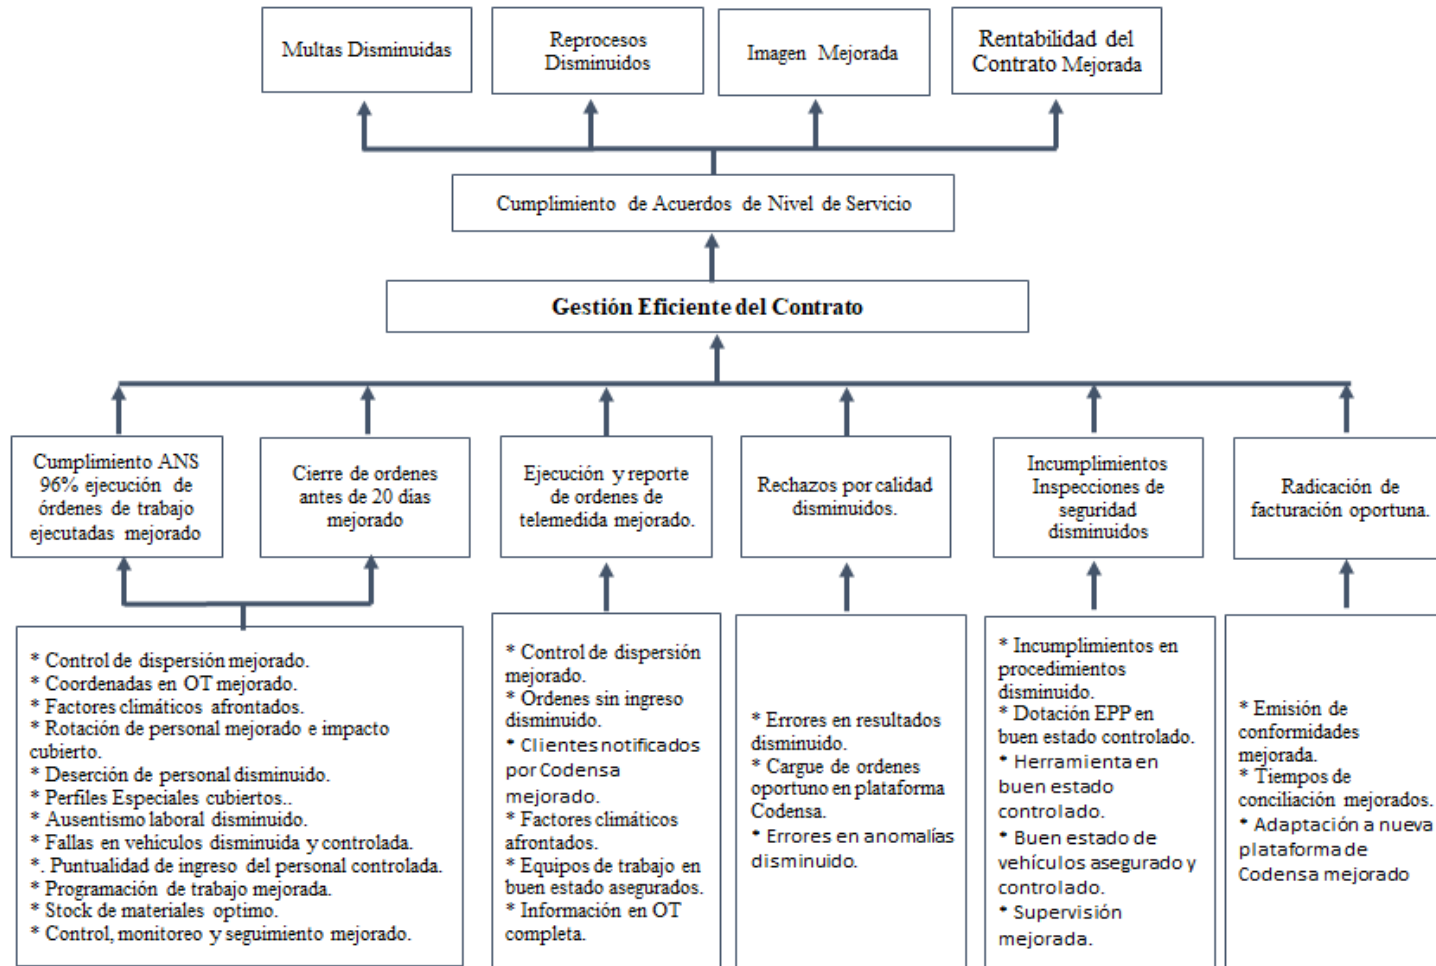 Multas Disminuidas
Reprocesos
Disminuidos
Imagen Mejorada
Rentabilidad del
Contrato Mejorada
Cumplimiento de Acuerdos de Nivel de Servicio
Gestión Eficiente del Contrato
Cumplimiento ANS
96% ejecución de
órdenes de trabajo
ejecutadas mejorado
Cierre de ordenes
antes de 20 días
mejorado
Ejecución y reporte
de ordenes de
telemedida mejorado.
Rechazos por calidad
disminuidos.
Incumplimientos
Inspecciones de
seguridad
disminuidos
Radicación de
facturación oportuna.
* Control de dispersión mejorado.
* Coordenadas en OT mejorado.
* Factores climáticos afrontados.
* Rotación de personal mejorado e impacto
cubierto.
* Deserción de personal disminuido.
* Perfiles Especiales cubiertos..
* Ausentismo laboral disminuido.
* Fallas en vehiculos disminuida y controlada.
*. Puntualidad de ingreso del personal controlada.
* Programación de trabajo mejorada.
* Stock de materiales optimo.
* Control, monitoreo y seguimiento mejorado.
* Control de dispersión
mejorado.
* Ordenes sin ingreso
disminuido.
* Clientes notificados
por Codensa
mejorado.
* Factores climáticos
afrontados.
* Equipos de trabajo en
buen estado asegurados.
* Información en OT
completa.
* Errores en resultados
disminuido.
* Cargue de ordenes
oportuno en plataforma
Codensa.
* Errores en anomalías
disminuido.
* Incumplimientos en
procedimientos
disminuido.
* Dotación EPP en
buen estado controlado.
* Herramienta en
buen estado
controlado.
* Buen estado de
vehículos asegurado y
controlado.
* Supervisión
mejorada.
* Emisión de
conformidades
mejorada.
* Tiempos de
conciliación mejorados.
* Adaptación a nueva
plataforma de
Codensa mejorado